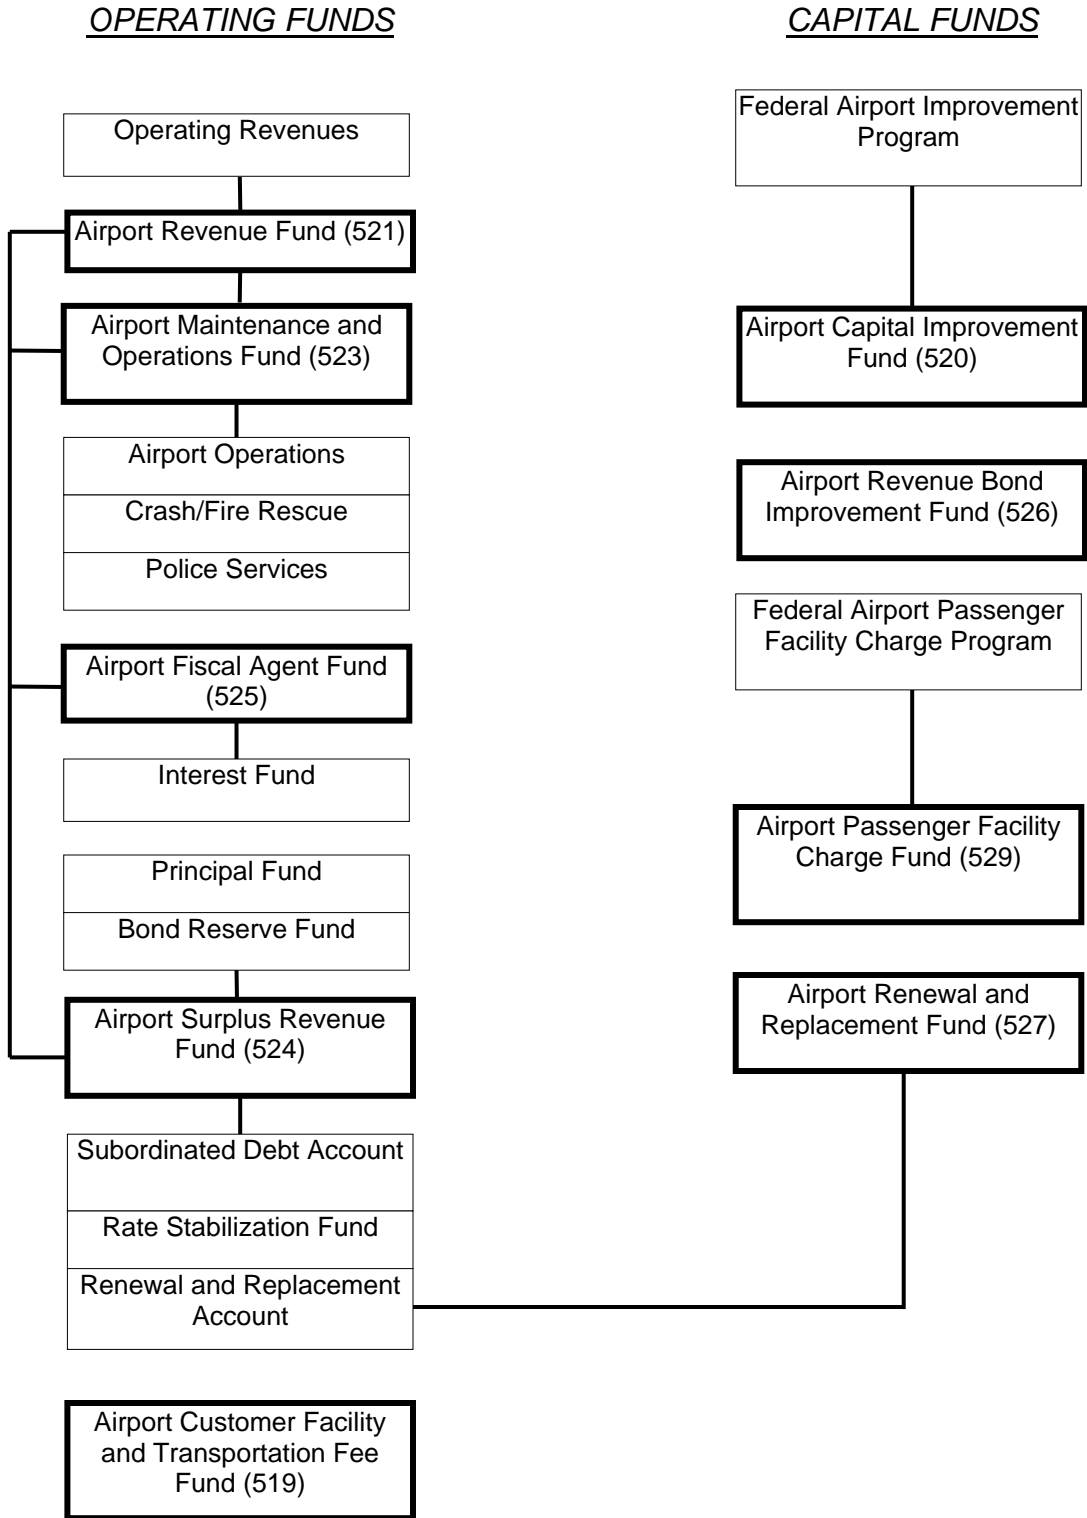 OPERATING FUNDS
Operating Revenues
Airport Revenue Fund (521)
Airport Maintenance and
Operations Fund (523)
Airport Operations
Crash/Fire Rescue
Police Services
Airport Fiscal Agent Fund
(525)
Interest Fund
Principal Fund
Bond Reserve Fund
Airport Surplus Revenue
Fund (524)
Subordinated Debt Account
Rate Stabilization Fund
Renewal and Replacement
Account
Airport Customer Facility
and Transportation Fee
Fund (519)
CAPITAL FUNDS
Federal Airport Improvement
Program
Airport Capital Improvement
Fund (520)
Airport Revenue Bond
Improvement Fund (526)
Federal Airport Passenger
Facility Charge Program
Airport Passenger Facility
Charge Fund (529)
Airport Renewal and
Replacement Fund (527)